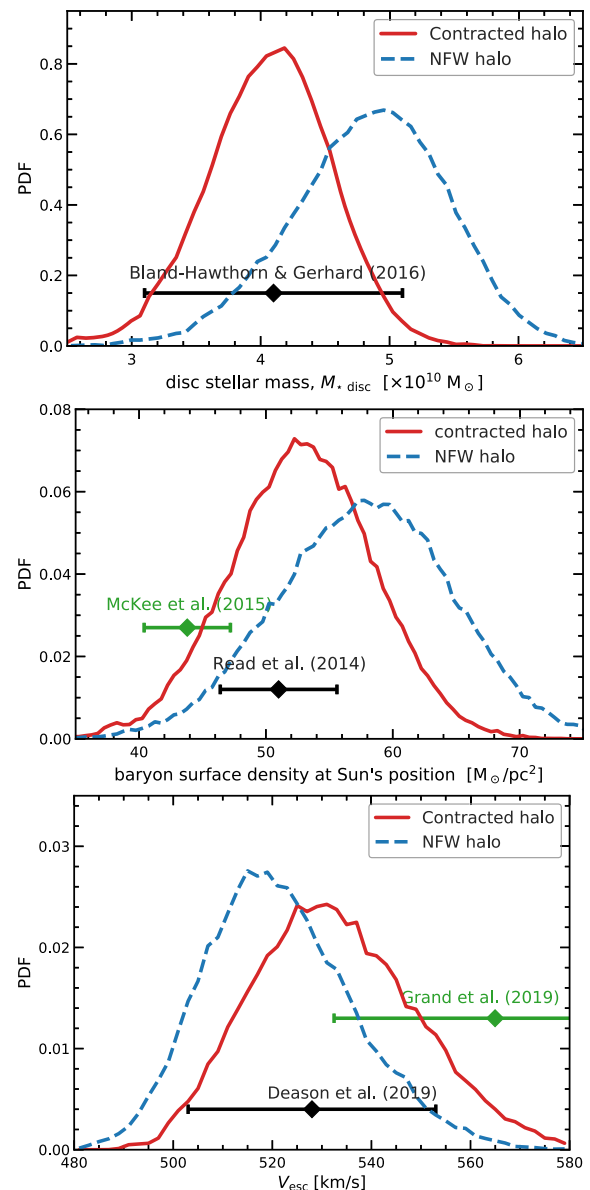 Contracted halo
NFW halo
0.8
0.6
PDF
0.4
0.2
Bland-Hawthorn & Gerhard (2016)
0.0
3 4 5 6
disc stellar mass, M⋆ disc [×10¹⁰ M⊙]
0.08
contracted halo
NFW halo
0.06
PDF
0.04
McKee et al. (2015)
0.02
Read et al. (2014)
0.00
40 50 60 70
baryon surface density at Sun's position [M⊙/pc²]
Contracted halo
NFW halo
0.03
PDF
0.02
Grand et al. (2019)
0.01
Deason et al. (2019)
0.00
480 500 520 540 560 580
Vesc [km/s]